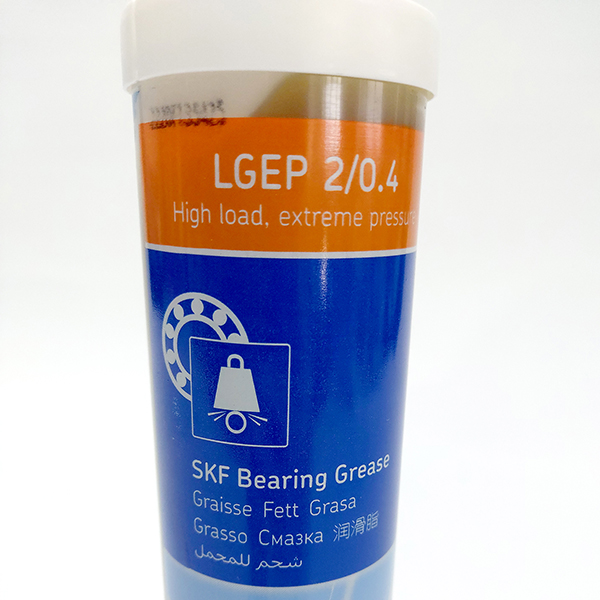 LGEP 2/0.4
High load, extreme pressure
SKF Bearing Grease
Graisse Fett Grasa
Grasso Смазка 润滑脂
شحم للمحمل